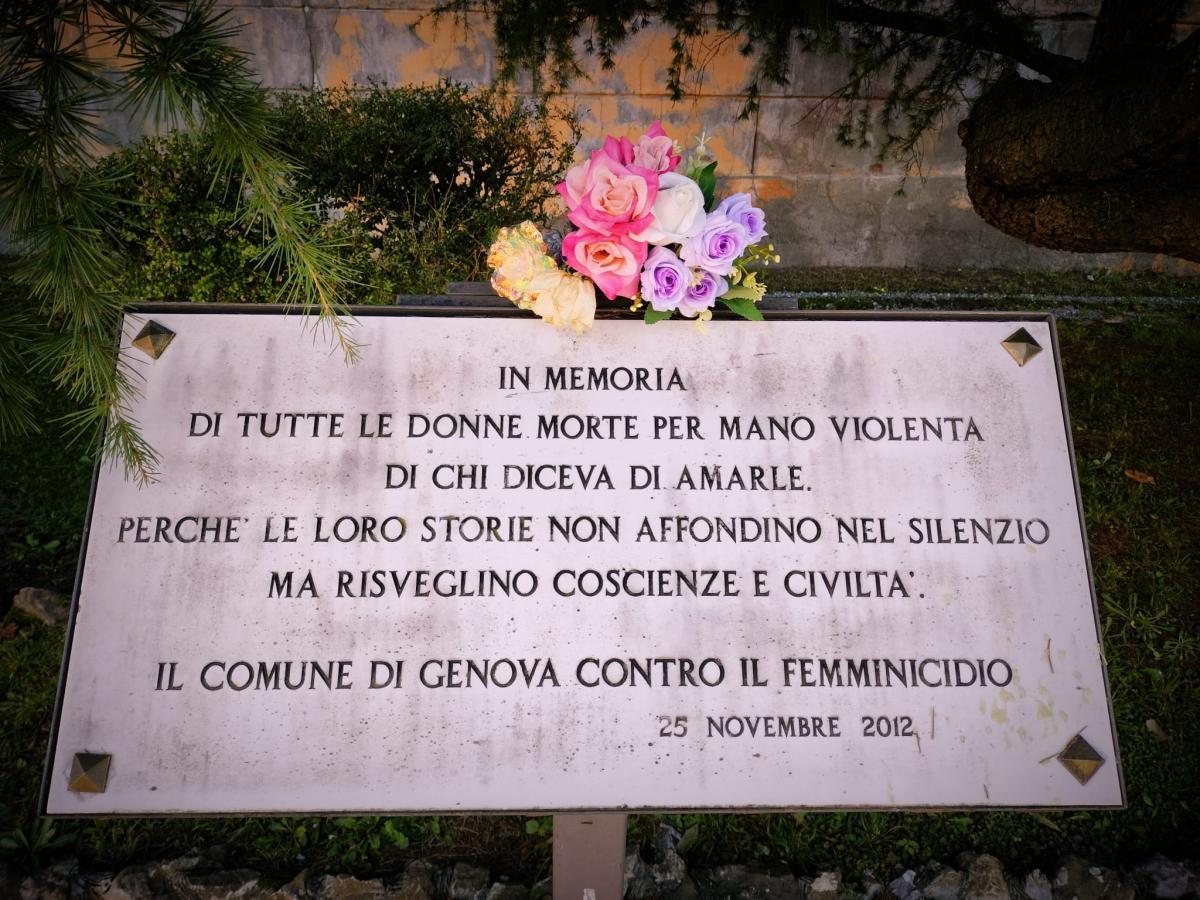 IN MEMORIA
DI TUTTE LE DONNE MORTE PER MANO VIOLENTA
DI CHI DICEVA DI AMARLE.
PERCHE' LE LORO STORIE NON AFFONDINO NEL SILENZIO
MA RISVEGLINO COSCIENZE E CIVILTA'.
IL COMUNE DI GENOVA CONTRO IL FEMMINICIDIO
25 NOVEMBRE 2012